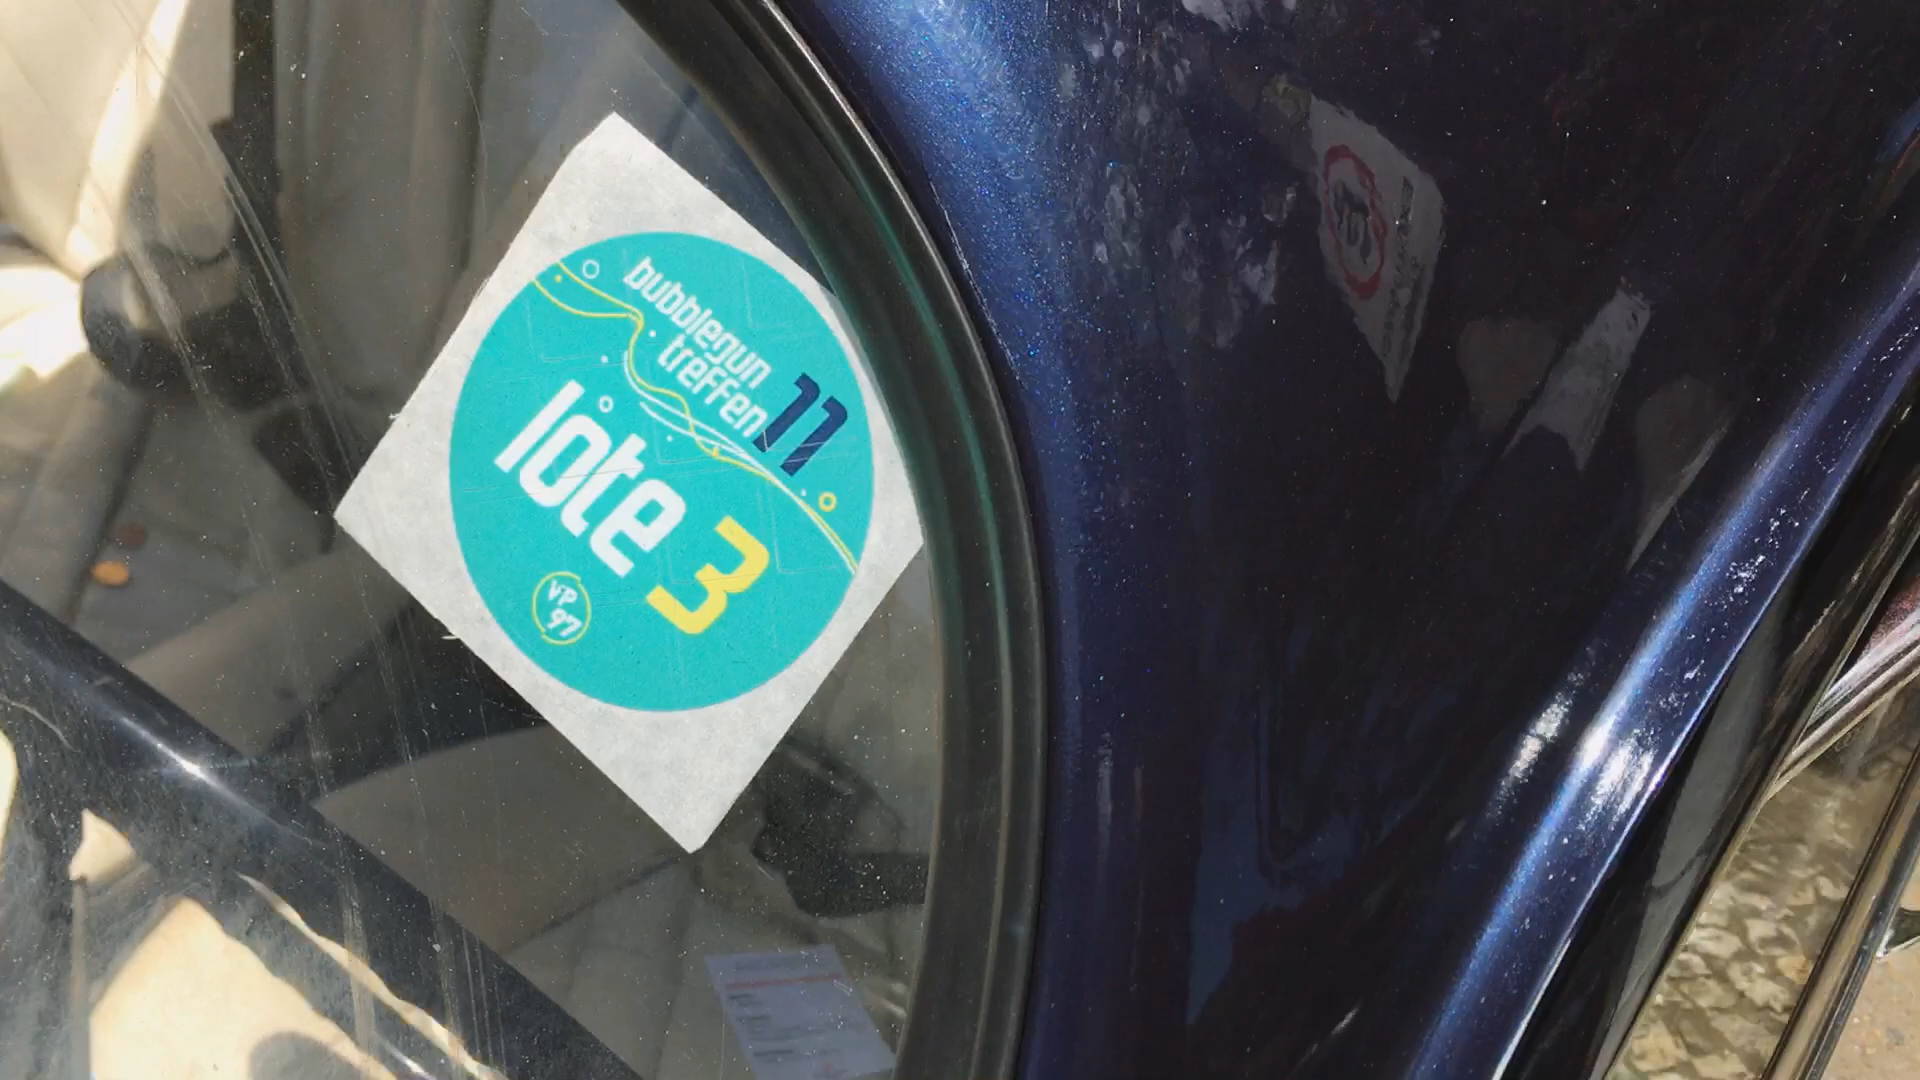 bubblegun
treffen 11
lote 3
VP
97